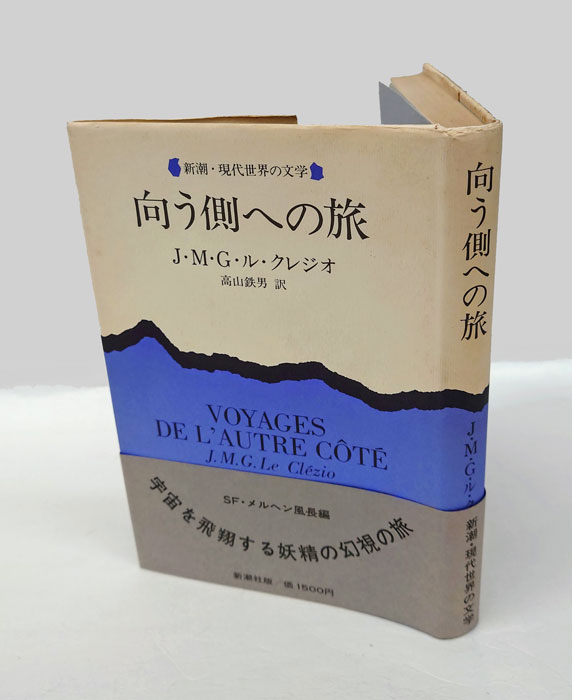 新潮・現代世界の文学
向う側への旅
J・M・G・ル・クレジオ
高山鉄男 訳
VOYAGES
DE L'AUTRE CÔTÉ
J.M.G. Le Clézio
SF・メルヘン風長編
宇宙を飛翔する妖精の幻視の旅
新潮社版/価1500円
向う側への旅
J・M・G・ル・ク
新潮・現代世界の文学